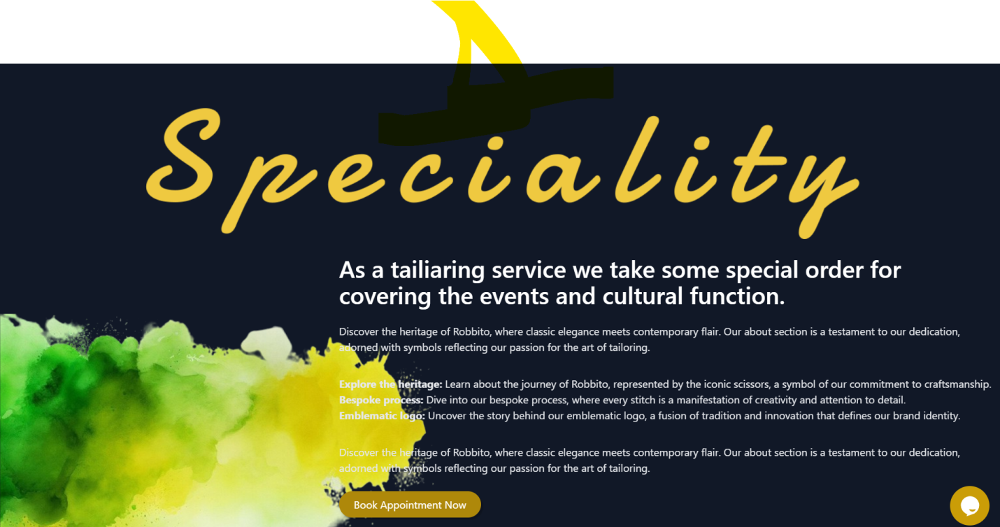 Speciality
As a tailiaring service we take some special order for
covering the events and cultural function.
Discover the heritage of Robbito, where classic elegance meets contemporary flair. Our about section is a testament to our dedication,
adorned with symbols reflecting our passion for the art of tailoring.
Explore the heritage: Learn about the journey of Robbito, represented by the iconic scissors, a symbol of our commitment to craftsmanship.
Bespoke process: Dive into our bespoke process, where every stitch is a manifestation of creativity and attention to detail.
Emblematic logo: Uncover the story behind our emblematic logo, a fusion of tradition and innovation that defines our brand identity.
Discover the heritage of Robbito, where classic elegance meets contemporary flair. Our about section is a testament to our dedication,
adorned with symbols reflecting our passion for the art of tailoring.
Book Appointment Now